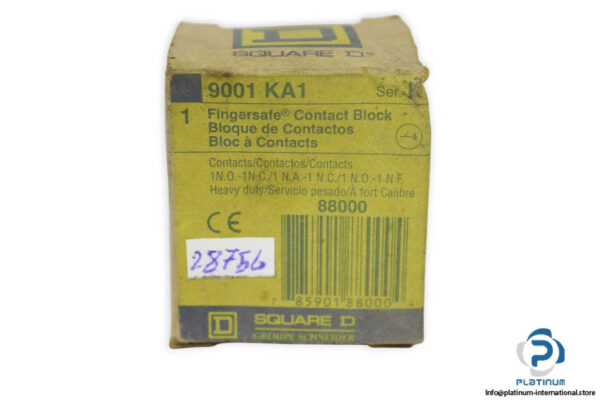 SQUARE D®
9001 KA1 Ser. K
1 Fingersafe® Contact Block
Bloque de Contactos
Bloc à Contacts
Contacts/Contactos/Contacts
1N.O.-1N.C./1 N.A.-1 N.C./1 N.O.-1 N.F.
Heavy duty/Servicio pesado/À fort Calibre
88000
CE
28756
7 85901 88000 4
D SQUARE D
GROUPE SCHNEIDER
PLATINUM
info@platinum-international.store